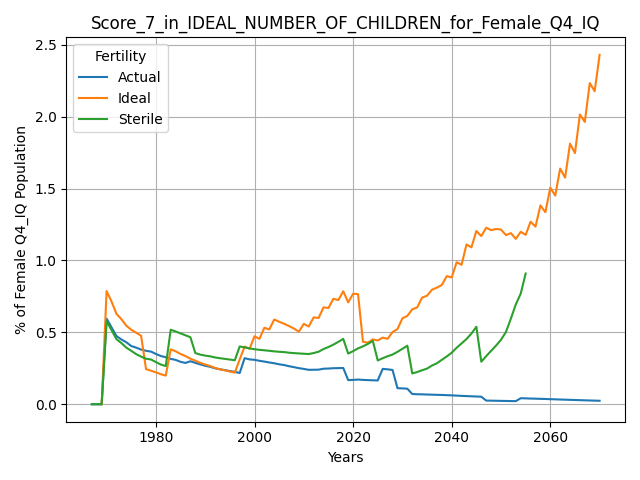 Score_7_in_IDEAL_NUMBER_OF_CHILDREN_for_Female_Q4_IQ
2.5
2.0
1.5
1.0
0.5
0.0
% of Female Q4_IQ Population
Fertility
Actual
Ideal
Sterile
1980
2000
2020
2040
2060
Years